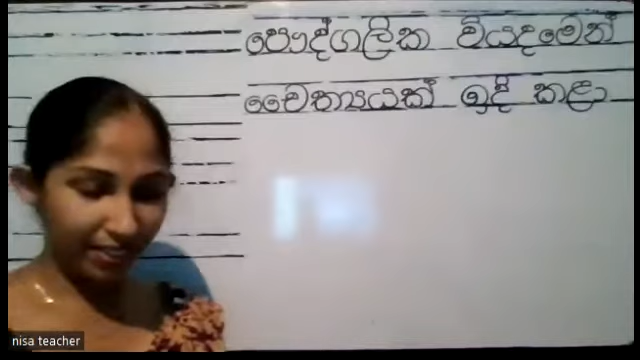 පෞද්ගලික වියදමෙන්
චෛත්‍යයක් ඉදි කළා
nisa teacher